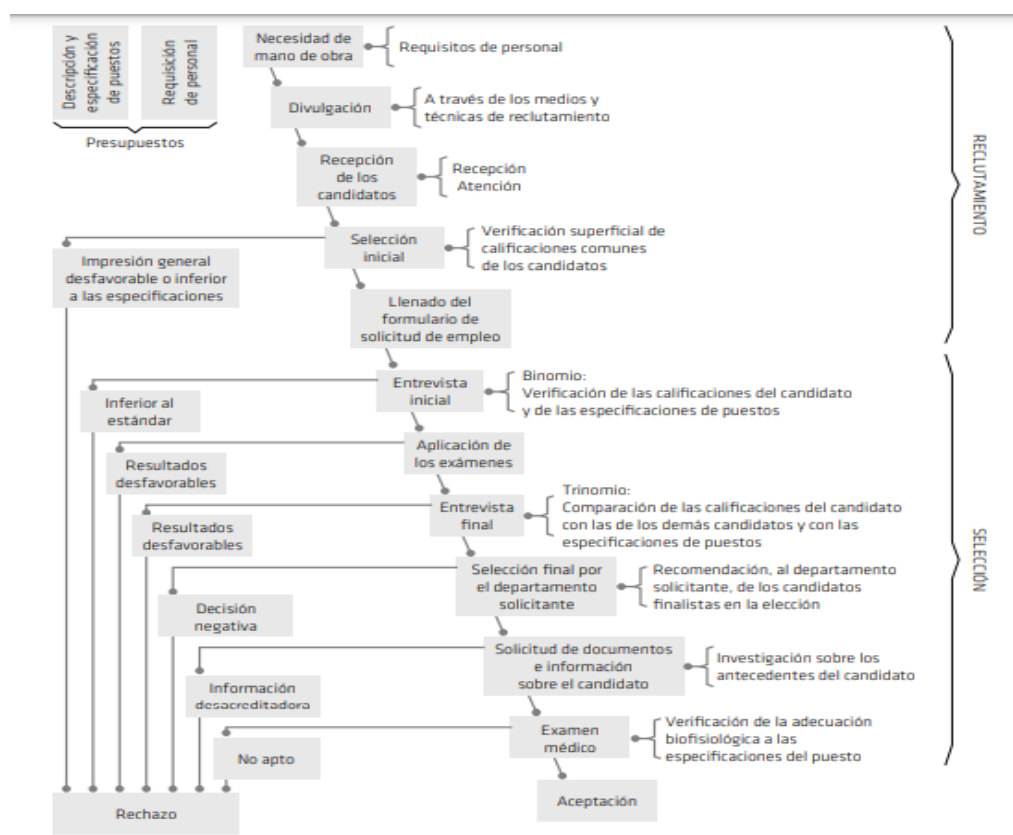 Descripción y
especificación
de puestos
Requisición
de personal
Presupuestos
Necesidad de
mano de obra
Requisitos de personal
Divulgación
A través de los medios y
técnicas de reclutamiento
Recepción
de los
candidatos
Recepción
Atención
Selección
inicial
Verificación superficial de
calificaciones comunes
de los candidatos
Impresión general
desfavorable o inferior
a las especificaciones
Llenado del
formulario de
solicitud de empleo
RECLUTAMIENTO
Entrevista
inicial
Binomio:
Verificación de las calificaciones del candidato
y de las especificaciones de puestos
Inferior al
estándar
Aplicación de
los exámenes
Resultados
desfavorables
Entrevista
final
Trinomio:
Comparación de las calificaciones del candidato
con las de los demás candidatos y con las
especificaciones de puestos
Resultados
desfavorables
Selección final por
el departamento
solicitante
Recomendación, al departamento
solicitante, de los candidatos
finalistas en la elección
Decisión
negativa
Solicitud de documentos
e información
sobre el candidato
Investigación sobre los
antecedentes del candidato
Información
desacreditadora
Examen
médico
Verificación de la adecuación
biofisiológica a las
especificaciones del puesto
No apto
SELECCIÓN
Aceptación
Rechazo